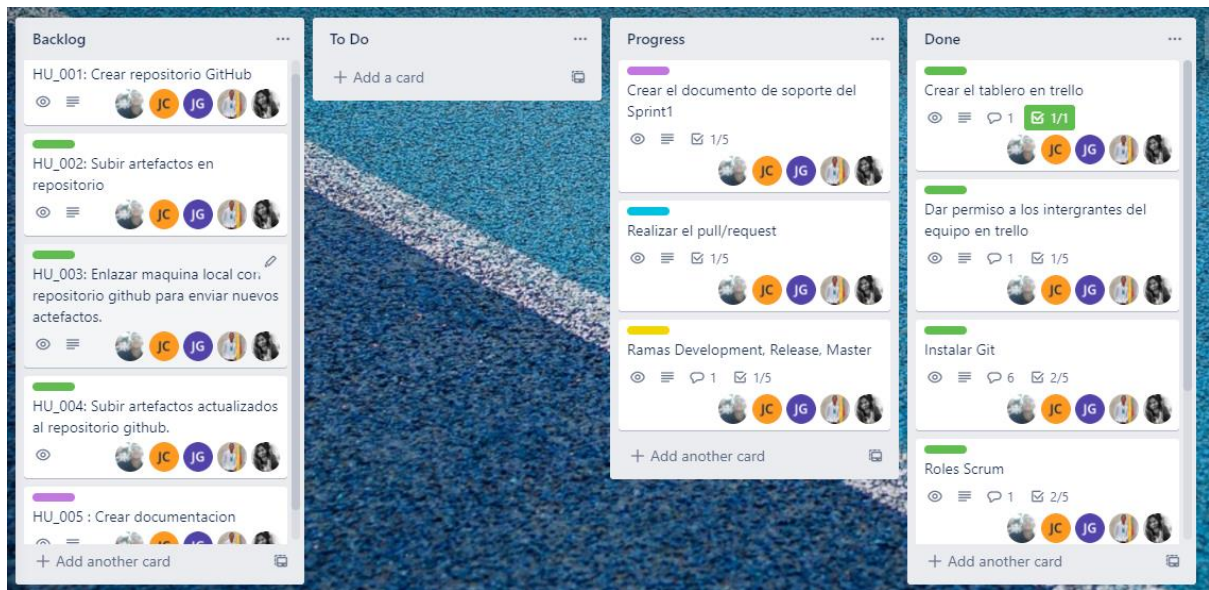 Backlog
HU_001: Crear repositorio GitHub
JC JG
HU_002: Subir artefactos en
repositorio
JC JG
HU_003: Enlazar maquina local con
repositorio github para enviar nuevos
actefactos.
JC JG
HU_004: Subir artefactos actualizados
al repositorio github.
JC JG
HU_005 : Crear documentacion
JC JG
+ Add another card
To Do
+ Add a card
Progress
Crear el documento de soporte del
Sprint1
1/5
JC JG
Realizar el pull/request
1/5
JC JG
Ramas Development, Release, Master
1 1/5
JC JG
+ Add another card
Done
Crear el tablero en trello
1 1/1
JC JG
Dar permiso a los intergrantes del
equipo en trello
1 1/5
JC JG
Instalar Git
6 2/5
JC JG
Roles Scrum
1 2/5
JC JG
+ Add another card